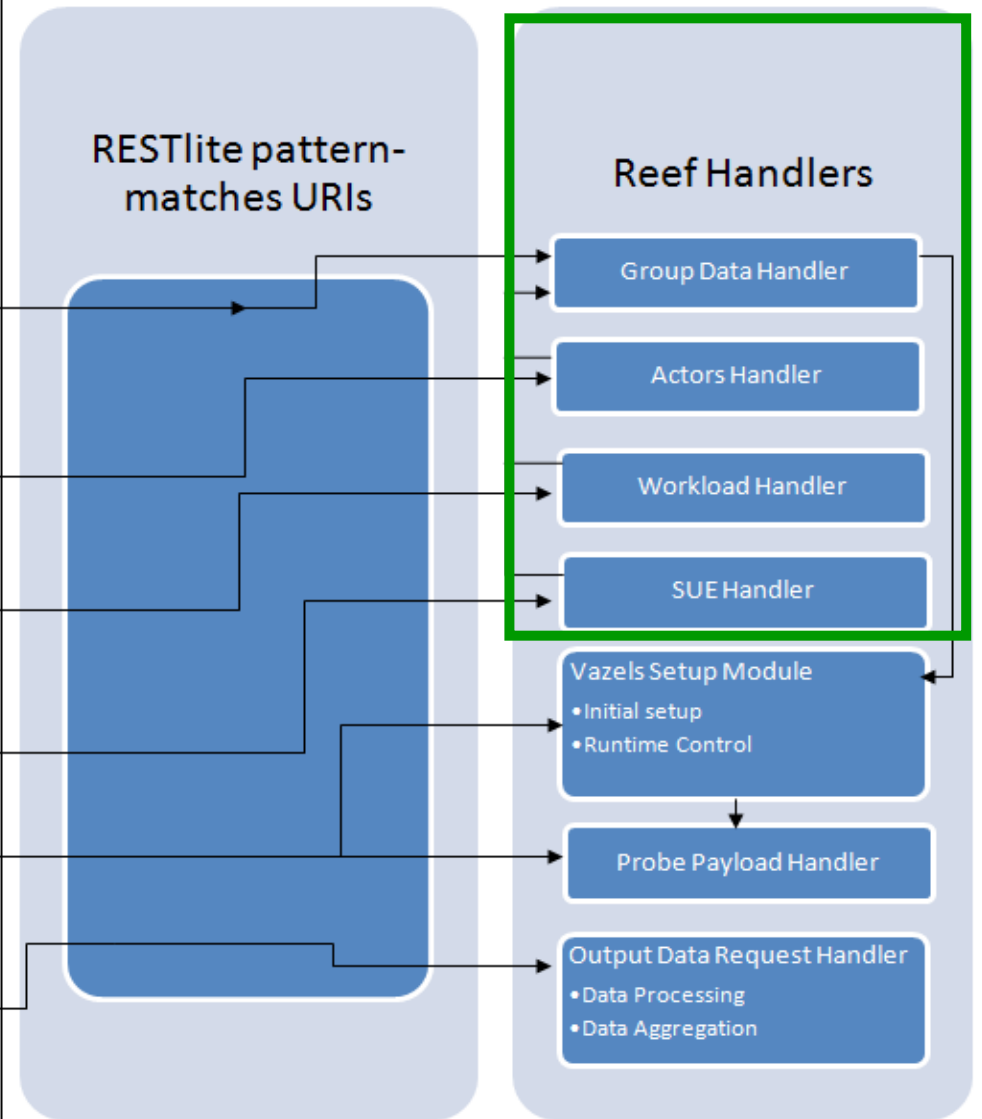 RESTlite pattern-
matches URIs
Reef Handlers
Group Data Handler
Actors Handler
Workload Handler
SUE Handler
Vazels Setup Module
•Initial setup
•Runtime Control
Probe Payload Handler
Output Data Request Handler
•Data Processing
•Data Aggregation